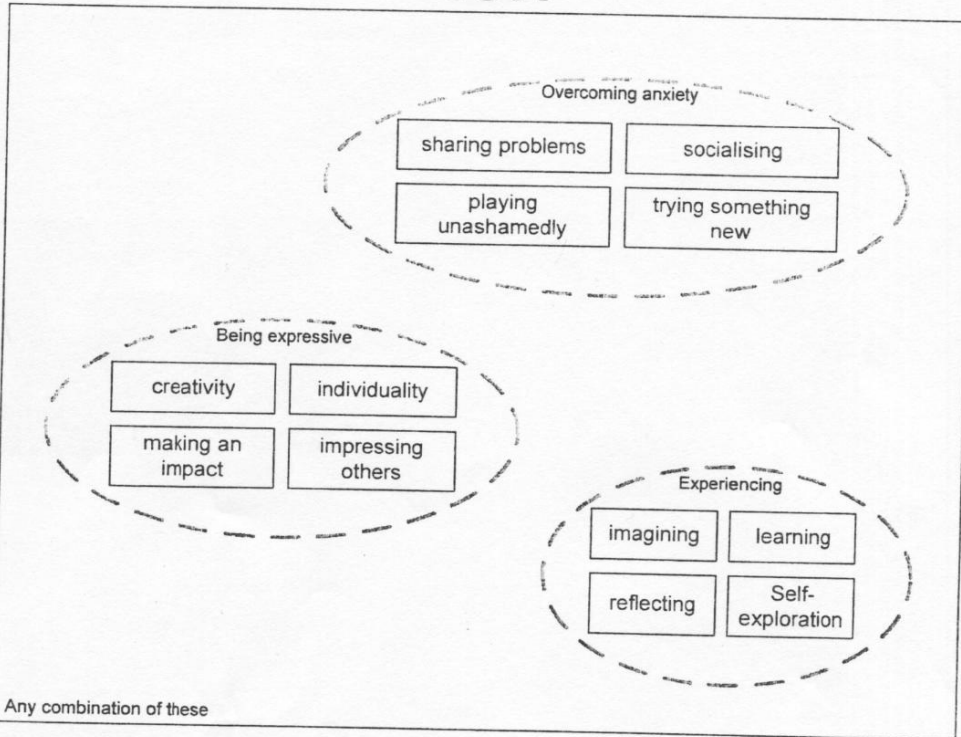 Overcoming anxiety
sharing problems
socialising
playing
unashamedly
trying something
new
Being expressive
creativity
individuality
making an
impact
impressing
others
Experiencing
imagining
learning
reflecting
Self-
exploration
Any combination of these